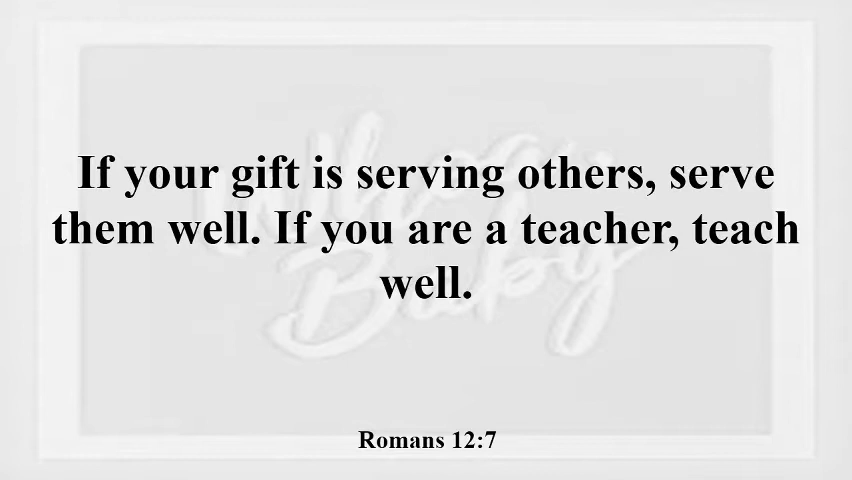 If your gift is serving others, serve
them well. If you are a teacher, teach
well.
Romans 12:7